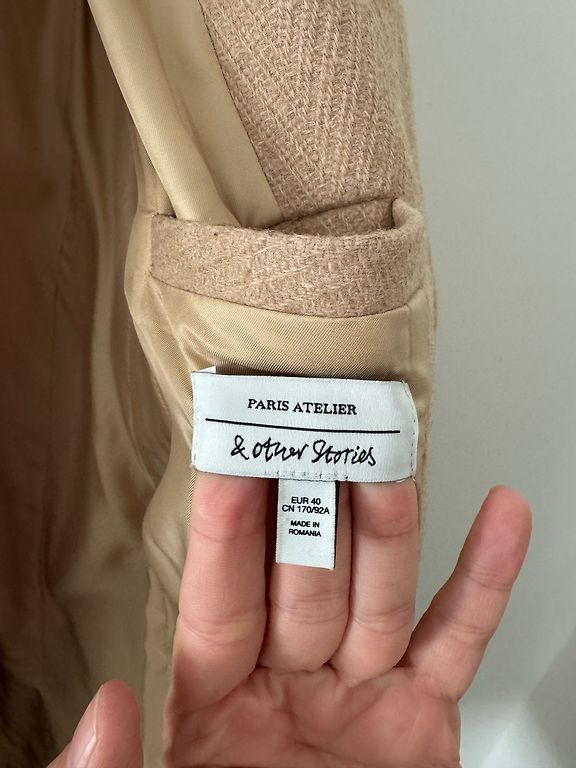 PARIS ATELIER
& other Stories
EUR 40
CN 170/92A
MADE IN
ROMANIA